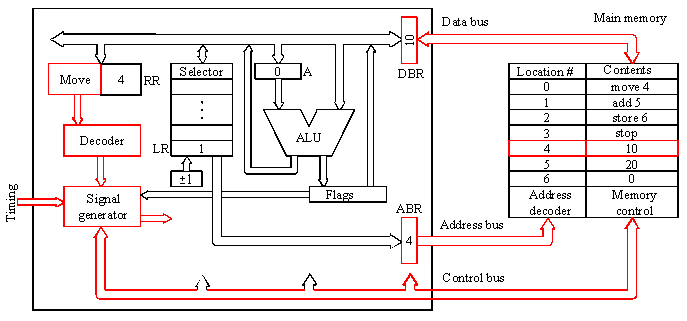 Data bus
Main memory
10
DBR
Move 4 RR
Selector
0 A
Location # Contents
0 move 4
1 add 5
2 store 6
3 stop
4 10
5 20
6 0
Address decoder
Memory control
Decoder
ALU
LR 1
±1
Flags
Timing
Signal generator
ABR
4
Address bus
Control bus